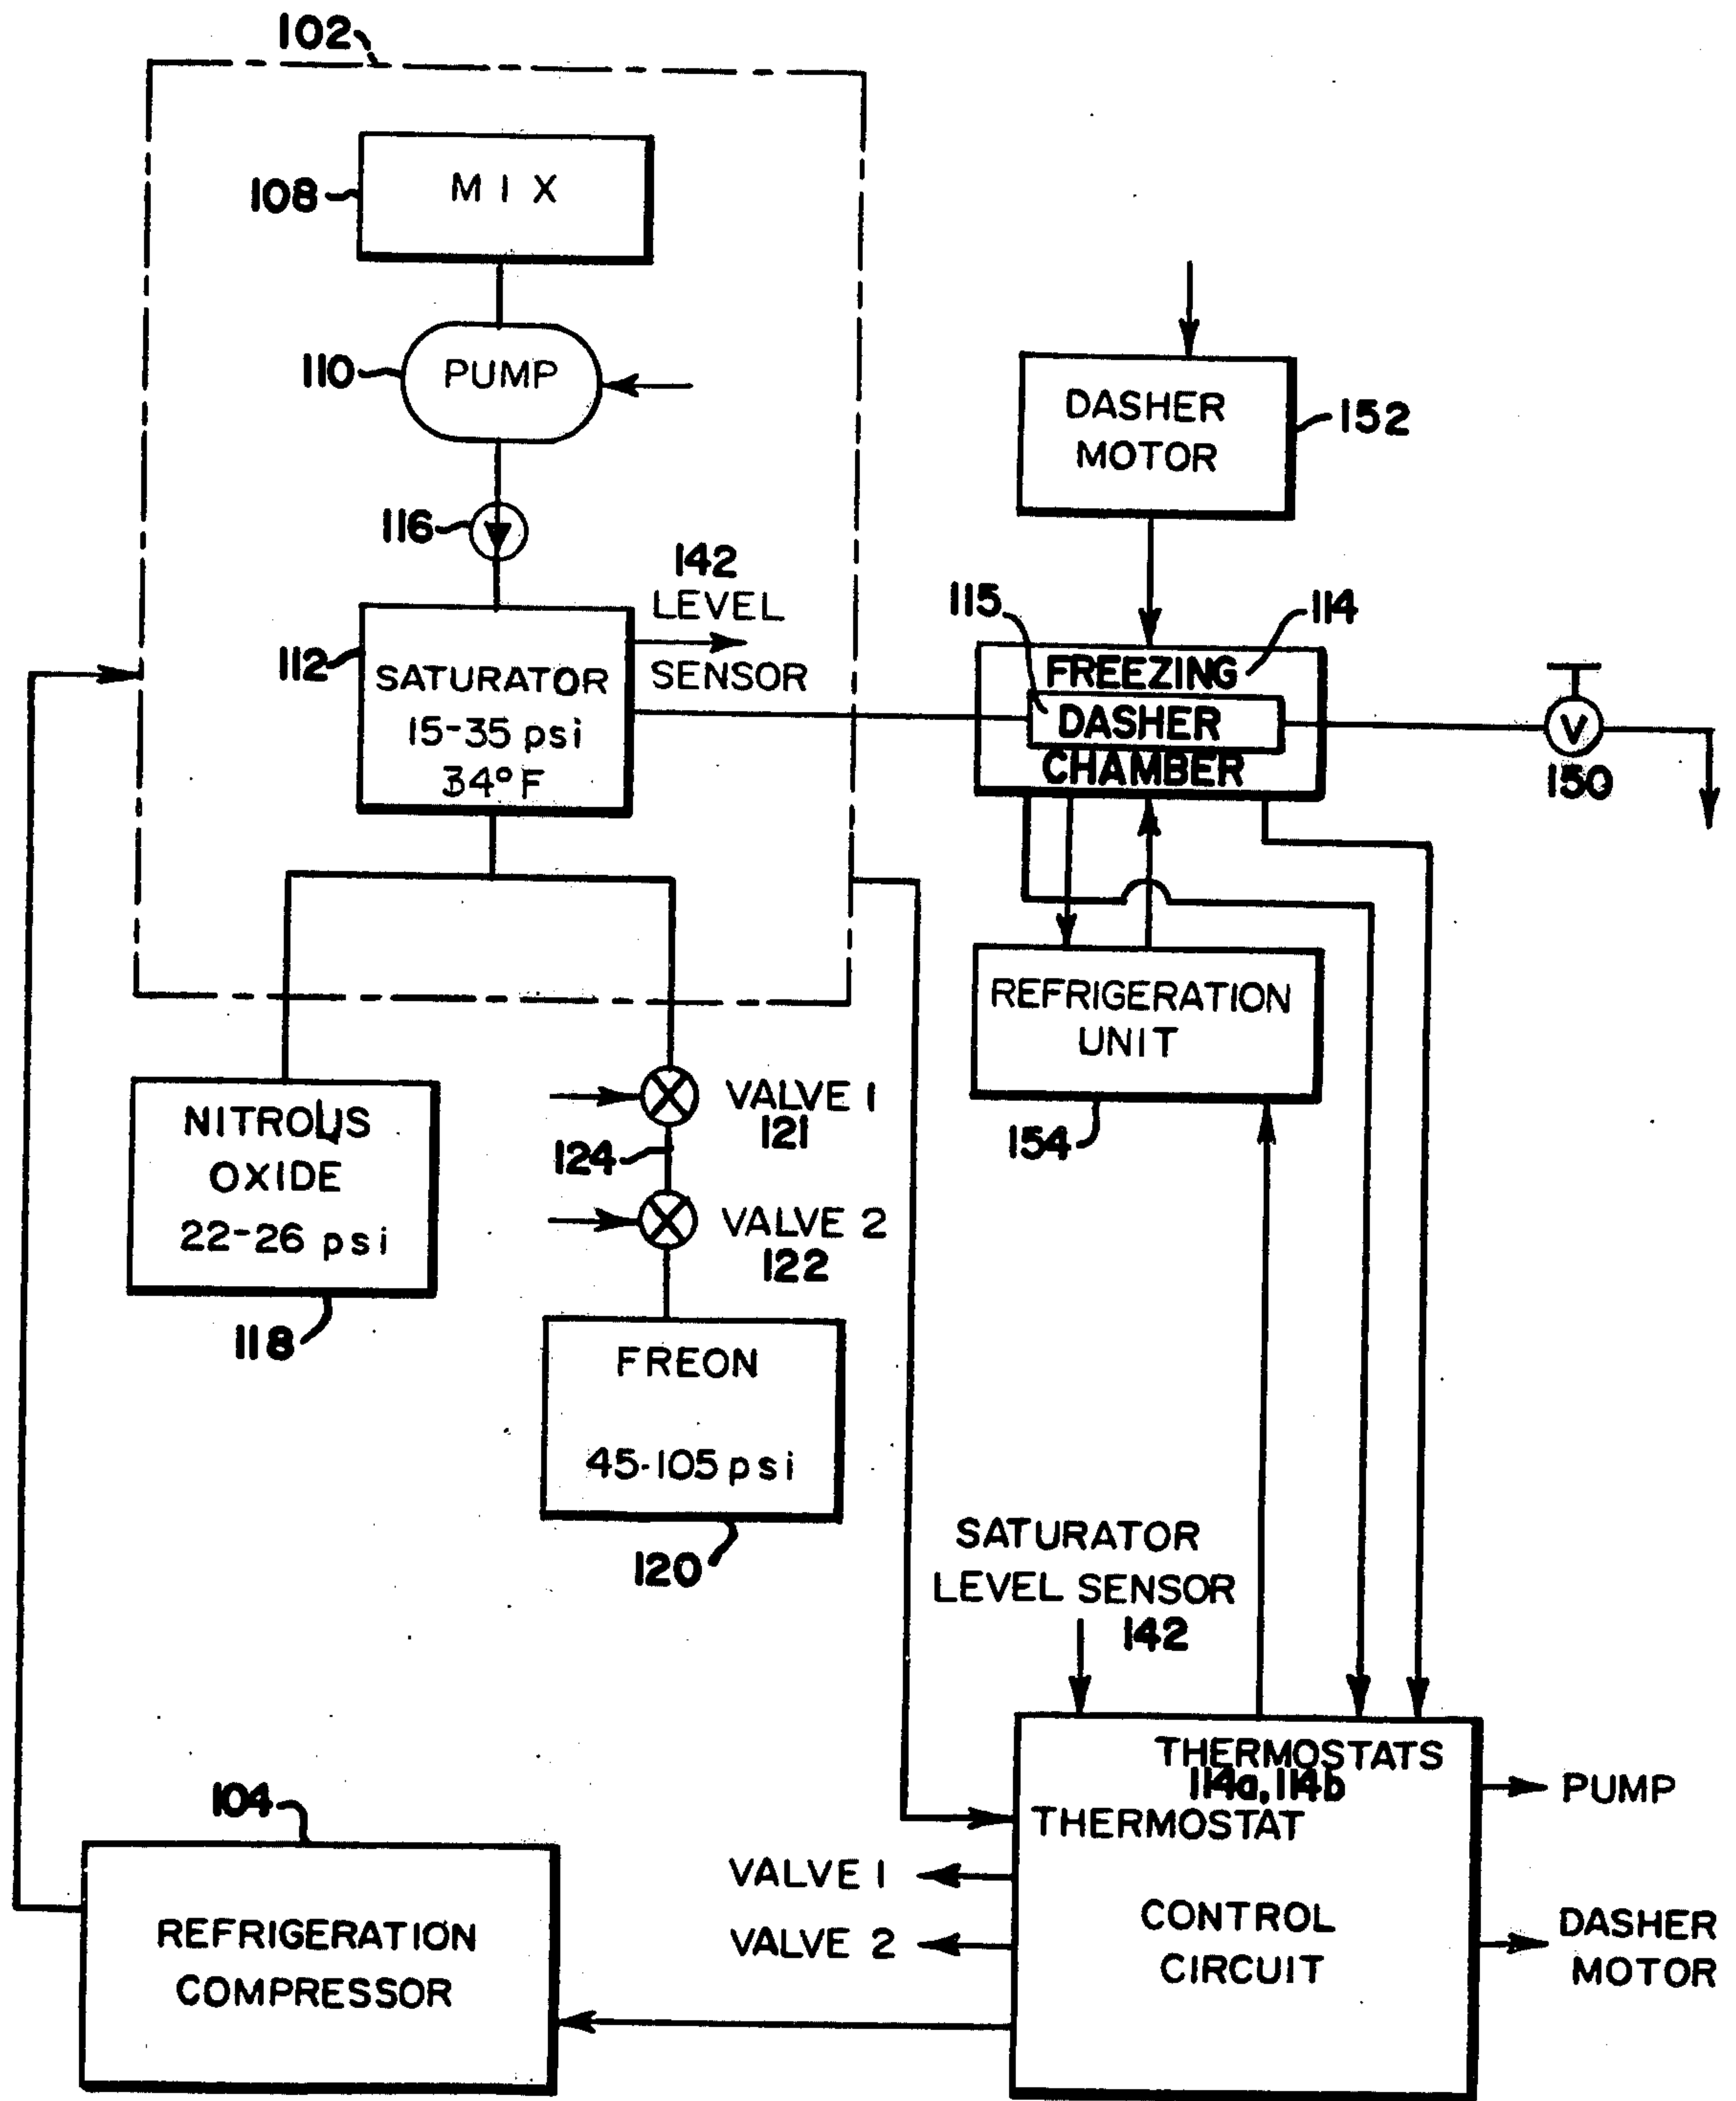 102
108
MIX
110
PUMP
116
142
LEVEL
SENSOR
112
SATURATOR
15-35 psi
34°F
DASHER
MOTOR
152
115
114
FREEZING
DASHER
CHAMBER
V
150
REFRIGERATION
UNIT
154
NITROUS
OXIDE
22-26 psi
118
VALVE 1
121
124
VALVE 2
122
FREON
45-105 psi
120
SATURATOR
LEVEL SENSOR
142
THERMOSTATS
114a, 114b
THERMOSTAT
PUMP
VALVE 1
VALVE 2
CONTROL
CIRCUIT
DASHER
MOTOR
104
REFRIGERATION
COMPRESSOR